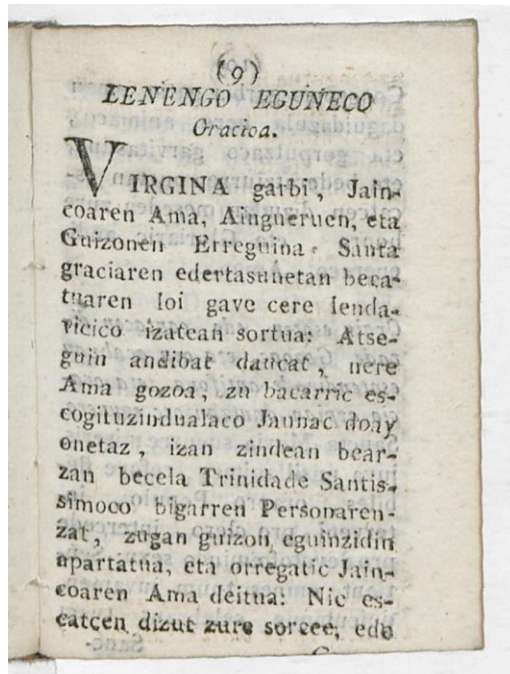 (9)
LENENGO EGUNECO
Oracioa.
VIRGINA garbi, Jain-
coaren Ama, Aingueruen, eta
Guizonen Erreguina. Santa
graciaren edertasunetan beca-
tuaren loi gave cere lenda-
vicico izatean sortua: Atse-
guin andibat daucat, nere
Ama gozoa, zu bacarric es-
cogituzindualaco Jaunac doay
onetaz, izan zindean bear-
zan becela Trinidade Santis-
simoco bigarren Personaren-
zat, zugan guizon, eguinzidin
apartatua, eta orregatic Jain-
coaren Ama deitua: Nic es-
catcen dizut zure sorcee, edo